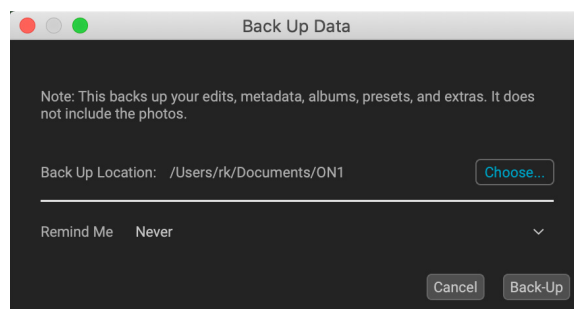 Back Up Data
Note: This backs up your edits, metadata, albums, presets, and extras. It does
not include the photos.
Back Up Location: /Users/rk/Documents/ON1
Choose...
Remind Me Never
Cancel
Back-Up